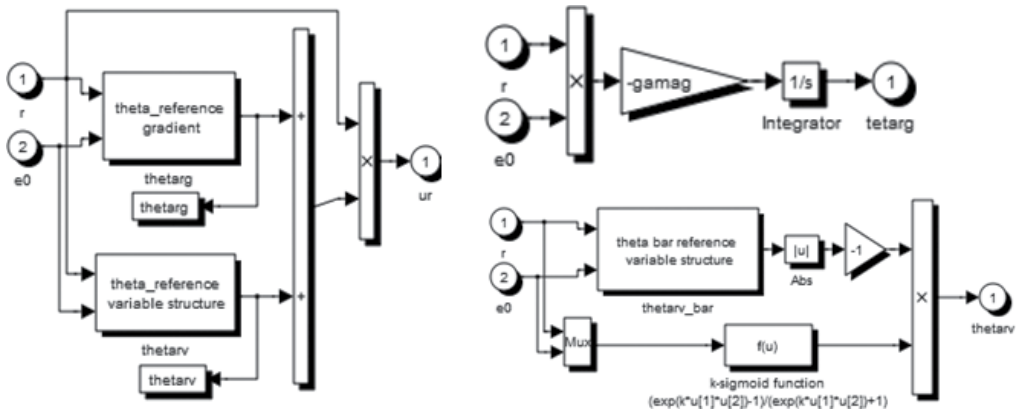 1
r
2
e0
theta_reference
gradient
thetarg
thetarg
theta_reference
variable structure
thetarv
thetarv
+
+
×
1
ur
1
r
2
e0
×
-gamag
1/s
Integrator
1
tetarg
1
r
2
e0
theta bar reference
variable structure
thetarv_bar
|u|
Abs
-1
Mux
f(u)
k-sigmoid function
(exp(k*u[1]*u[2])-1)/(exp(k*u[1]*u[2])+1)
×
1
thetarv